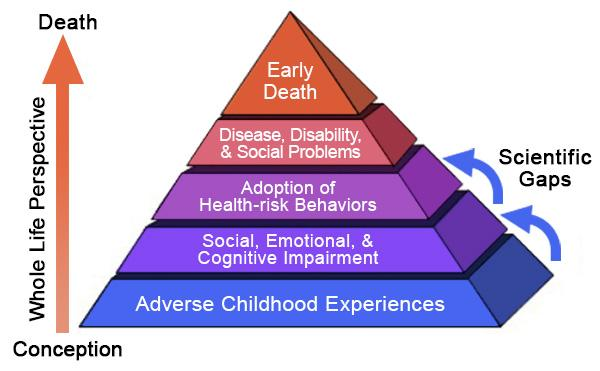 Death
Whole Life Perspective
Conception
Early
Death
Disease, Disability,
& Social Problems
Adoption of
Health-risk Behaviors
Social, Emotional, &
Cognitive Impairment
Adverse Childhood Experiences
Scientific
Gaps